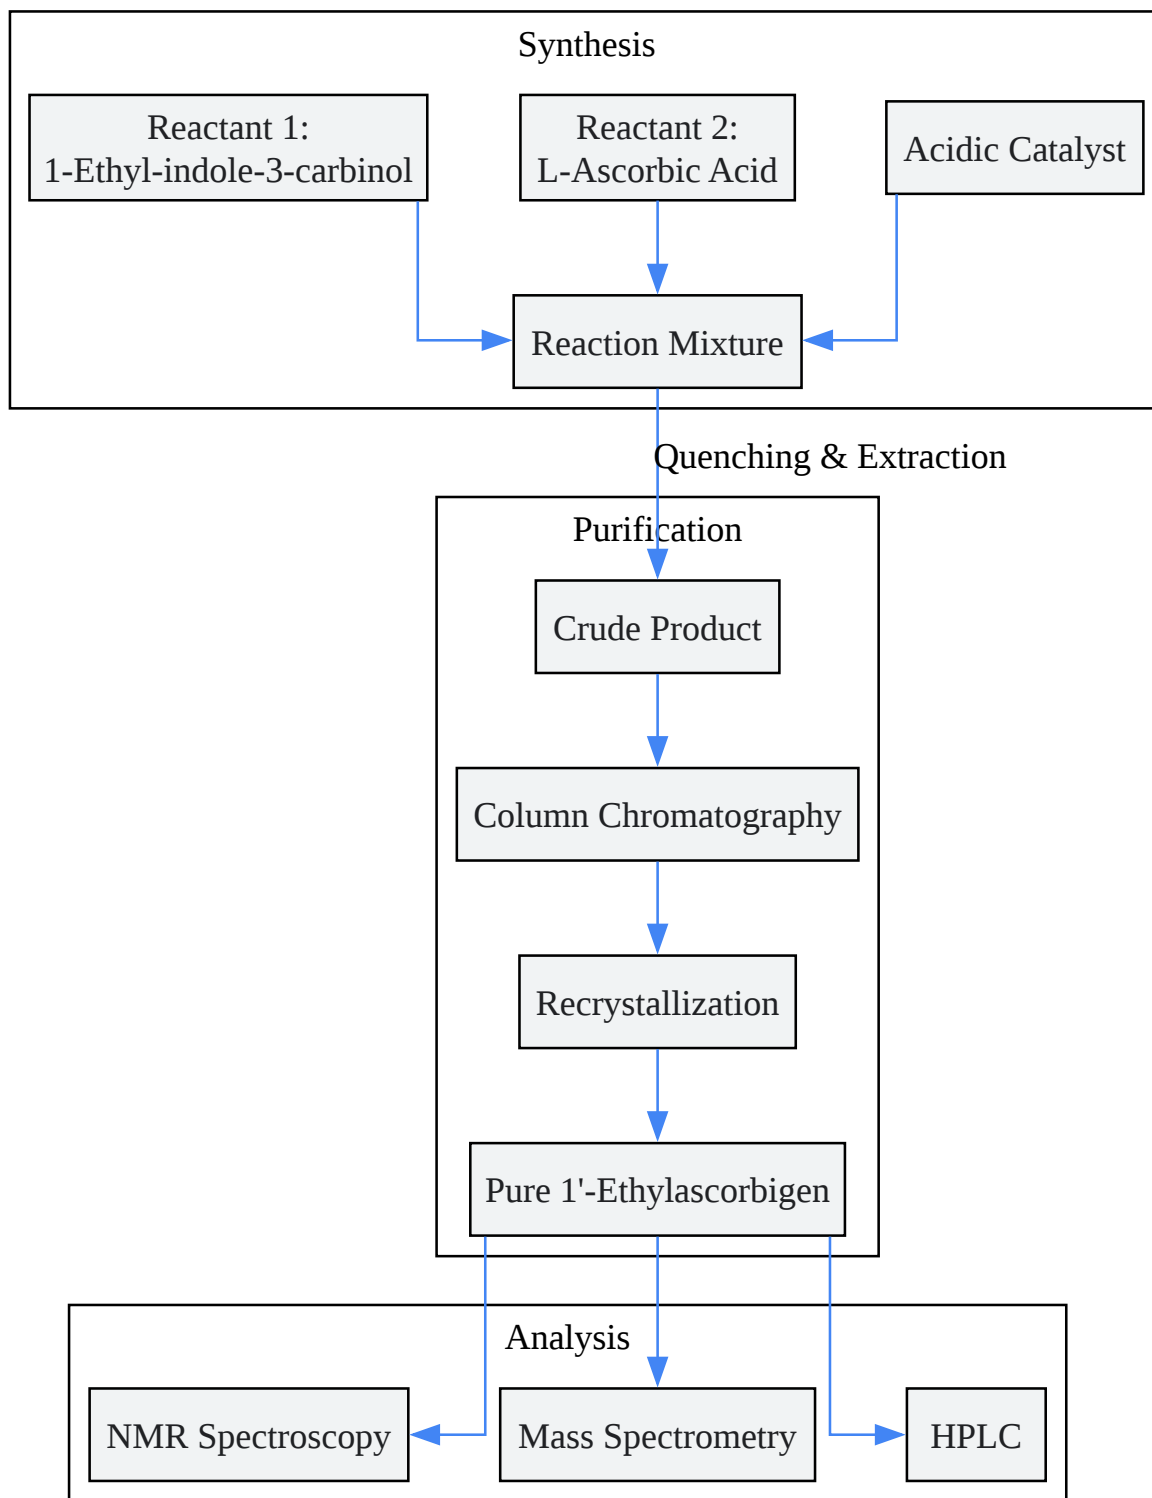 Synthesis
Reactant 1:
1-Ethyl-indole-3-carbinol
Reactant 2:
L-Ascorbic Acid
Acidic Catalyst
Reaction Mixture
Quenching & Extraction
Purification
Crude Product
Column Chromatography
Recrystallization
Pure 1'-Ethylascorbigen
Analysis
NMR Spectroscopy
Mass Spectrometry
HPLC